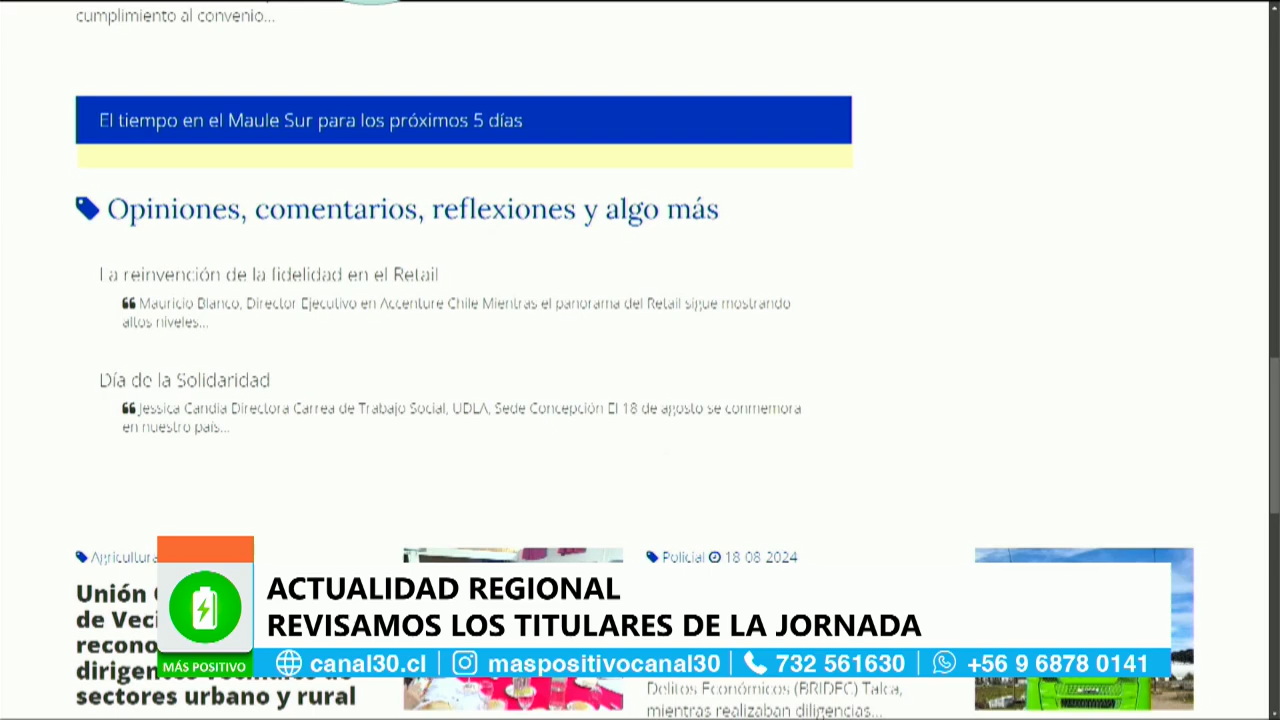 cumplimiento al convenio...
El tiempo en el Maule Sur para los próximos 5 días
Opiniones, comentarios, reflexiones y algo más
La reinvención de la fidelidad en el Retail
Mauricio Blanco, Director Ejecutivo en Accenture Chile Mientras el panorama del Retail sigue mostrando
altos niveles...
Día de la Solidaridad
Jessica Candia Directora Carrea de Trabajo Social, UDLA, Sede Concepción El 18 de agosto se conmemora
en nuestro país...
Agricultura
Unión
de Veci
recono
dirigen
sectores urbano y rural
Policial 18 08 2024
Delitos Económicos (BRIDEC) Talca,
mientras realizaban diligencias...
ACTUALIDAD REGIONAL
REVISAMOS LOS TITULARES DE LA JORNADA
MÁS POSITIVO
canal30.cl | maspositivocanal30 | 732 561630 | +56 9 6878 0141